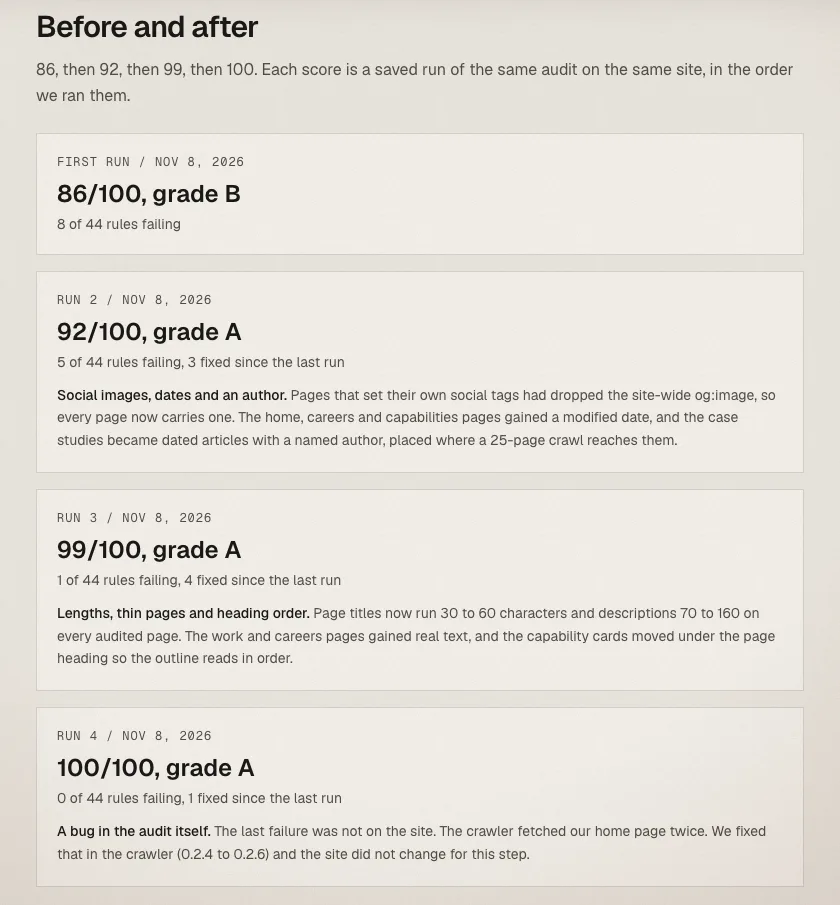 Before and after
86, then 92, then 99, then 100. Each score is a saved run of the same audit on the same site, in the order
we ran them.
FIRST RUN / NOV 8, 2026
86/100, grade B
8 of 44 rules failing
RUN 2 / NOV 8, 2026
92/100, grade A
5 of 44 rules failing, 3 fixed since the last run
Social images, dates and an author. Pages that set their own social tags had dropped the site-wide og:image, so
every page now carries one. The home, careers and capabilities pages gained a modified date, and the case
studies became dated articles with a named author, placed where a 25-page crawl reaches them.
RUN 3 / NOV 8, 2026
99/100, grade A
1 of 44 rules failing, 4 fixed since the last run
Lengths, thin pages and heading order. Page titles now run 30 to 60 characters and descriptions 70 to 160 on
every audited page. The work and careers pages gained real text, and the capability cards moved under the page
heading so the outline reads in order.
RUN 4 / NOV 8, 2026
100/100, grade A
0 of 44 rules failing, 1 fixed since the last run
A bug in the audit itself. The last failure was not on the site. The crawler fetched our home page twice. We fixed
that in the crawler (0.2.4 to 0.2.6) and the site did not change for this step.